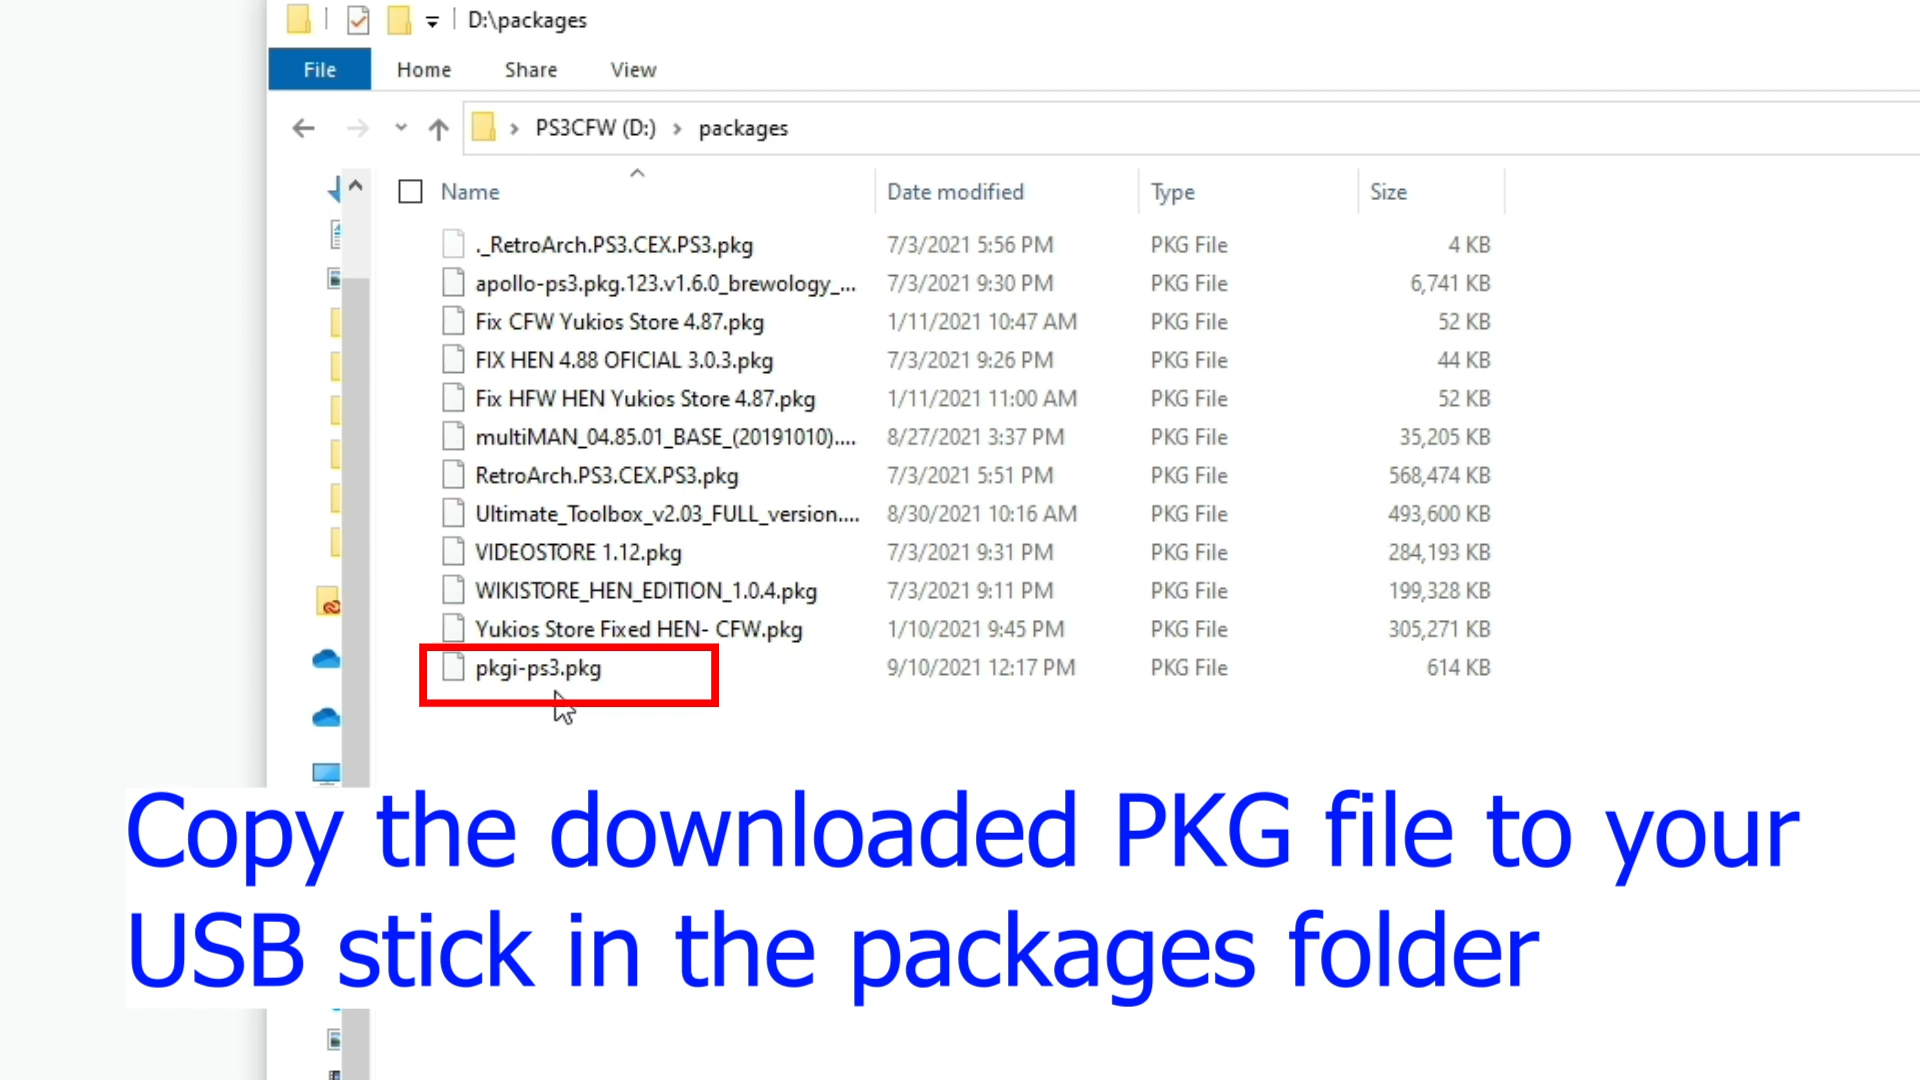 D:\packages
File Home Share View
PS3CFW (D:) packages
Name Date modified Type Size
._RetroArch.PS3.CEX.PS3.pkg 7/3/2021 5:56 PM PKG File 4 KB
apollo-ps3.pkg.123.v1.6.0_brewology_... 7/3/2021 9:30 PM PKG File 6,741 KB
Fix CFW Yukios Store 4.87.pkg 1/11/2021 10:47 AM PKG File 52 KB
FIX HEN 4.88 OFICIAL 3.0.3.pkg 7/3/2021 9:26 PM PKG File 44 KB
Fix HFW HEN Yukios Store 4.87.pkg 1/11/2021 11:00 AM PKG File 52 KB
multiMAN_04.85.01_BASE_(20191010).... 8/27/2021 3:37 PM PKG File 35,205 KB
RetroArch.PS3.CEX.PS3.pkg 7/3/2021 5:51 PM PKG File 568,474 KB
Ultimate_Toolbox_v2.03_FULL_version.... 8/30/2021 10:16 AM PKG File 493,600 KB
VIDEOSTORE 1.12.pkg 7/3/2021 9:31 PM PKG File 284,193 KB
WIKISTORE_HEN_EDITION_1.0.4.pkg 7/3/2021 9:11 PM PKG File 199,328 KB
Yukios Store Fixed HEN- CFW.pkg 1/10/2021 9:45 PM PKG File 305,271 KB
pkgi-ps3.pkg 9/10/2021 12:17 PM PKG File 614 KB
Copy the downloaded PKG file to your
USB stick in the packages folder